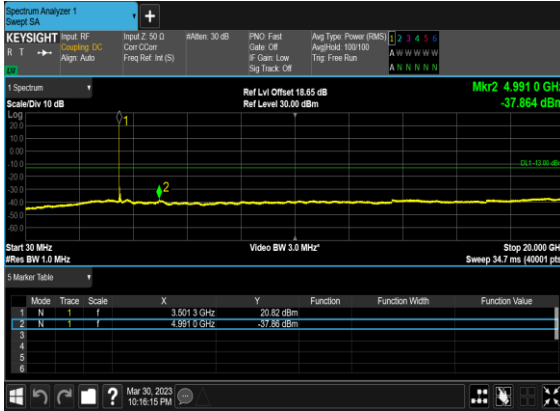 Spectrum Analyzer 1
Swept SA
+
KEYSIGHT Input: RF Input Z: 50 Ω #Atten: 30 dB PNO: Fast Avg Type: Power (RMS) 1 2 3 4 5 6
R T Coupling: DC Corr CCorr Gate: Off Avg|Hold: 100/100 A W W W W W
Align: Auto Freq Ref: Int (S) IF Gain: Low Trig: Free Run
Sig Track: Off A N N N N N
1 Spectrum Ref Lvl Offset 18.65 dB Mkr2 4.991 0 GHz
Scale/Div 10 dB Ref Level 30.00 dBm -37.864 dBm
Log
1
20.0
10.0
0.00
-10.0
DL1 -13.00 dBm
-20.0
-30.0
2
-40.0
-50.0
-60.0
Start 30 MHz Video BW 3.0 MHz* Stop 20.000 GHz
#Res BW 1.0 MHz Sweep 34.7 ms (40001 pts)
5 Marker Table
Mode Trace Scale X Y Function Function Width Function Value
1 N 1 f 3.501 3 GHz 20.82 dBm
2 N 1 f 4.991 0 GHz -37.86 dBm
3
4
5
6
? Mar 30, 2023
10:16:15 PM